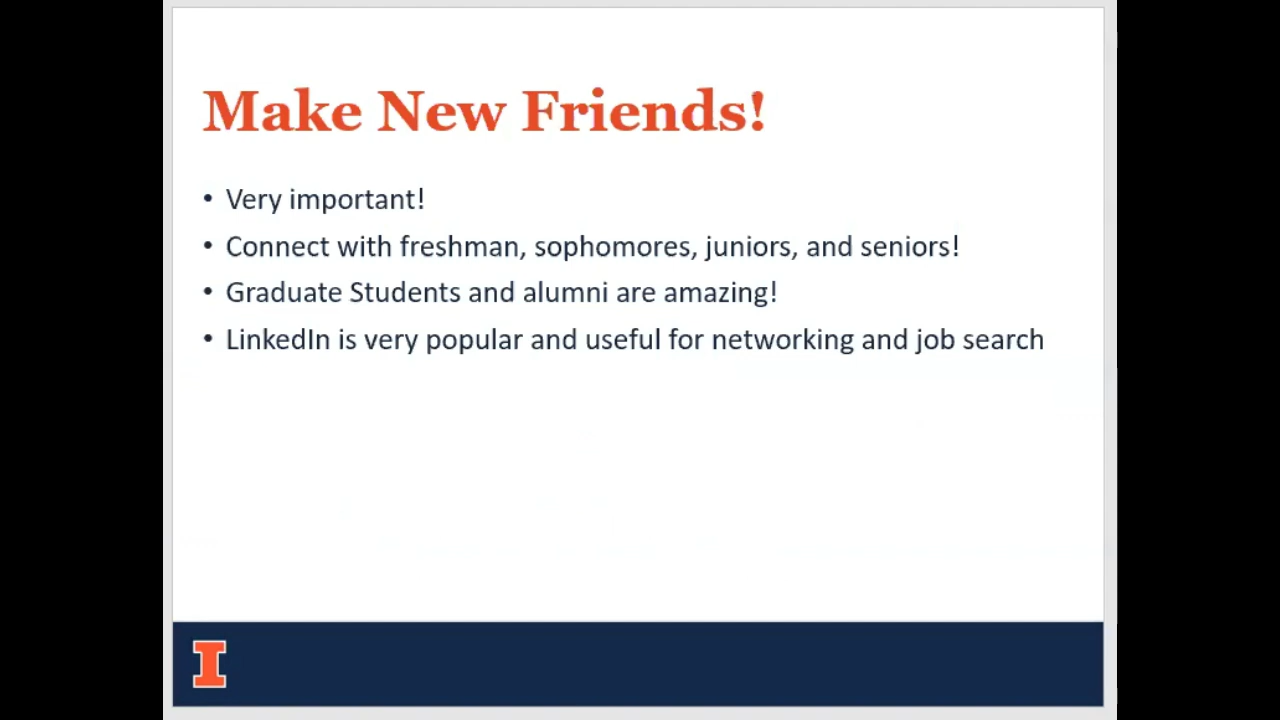 Make New Friends!
• Very important!
• Connect with freshman, sophomores, juniors, and seniors!
• Graduate Students and alumni are amazing!
• LinkedIn is very popular and useful for networking and job search
I